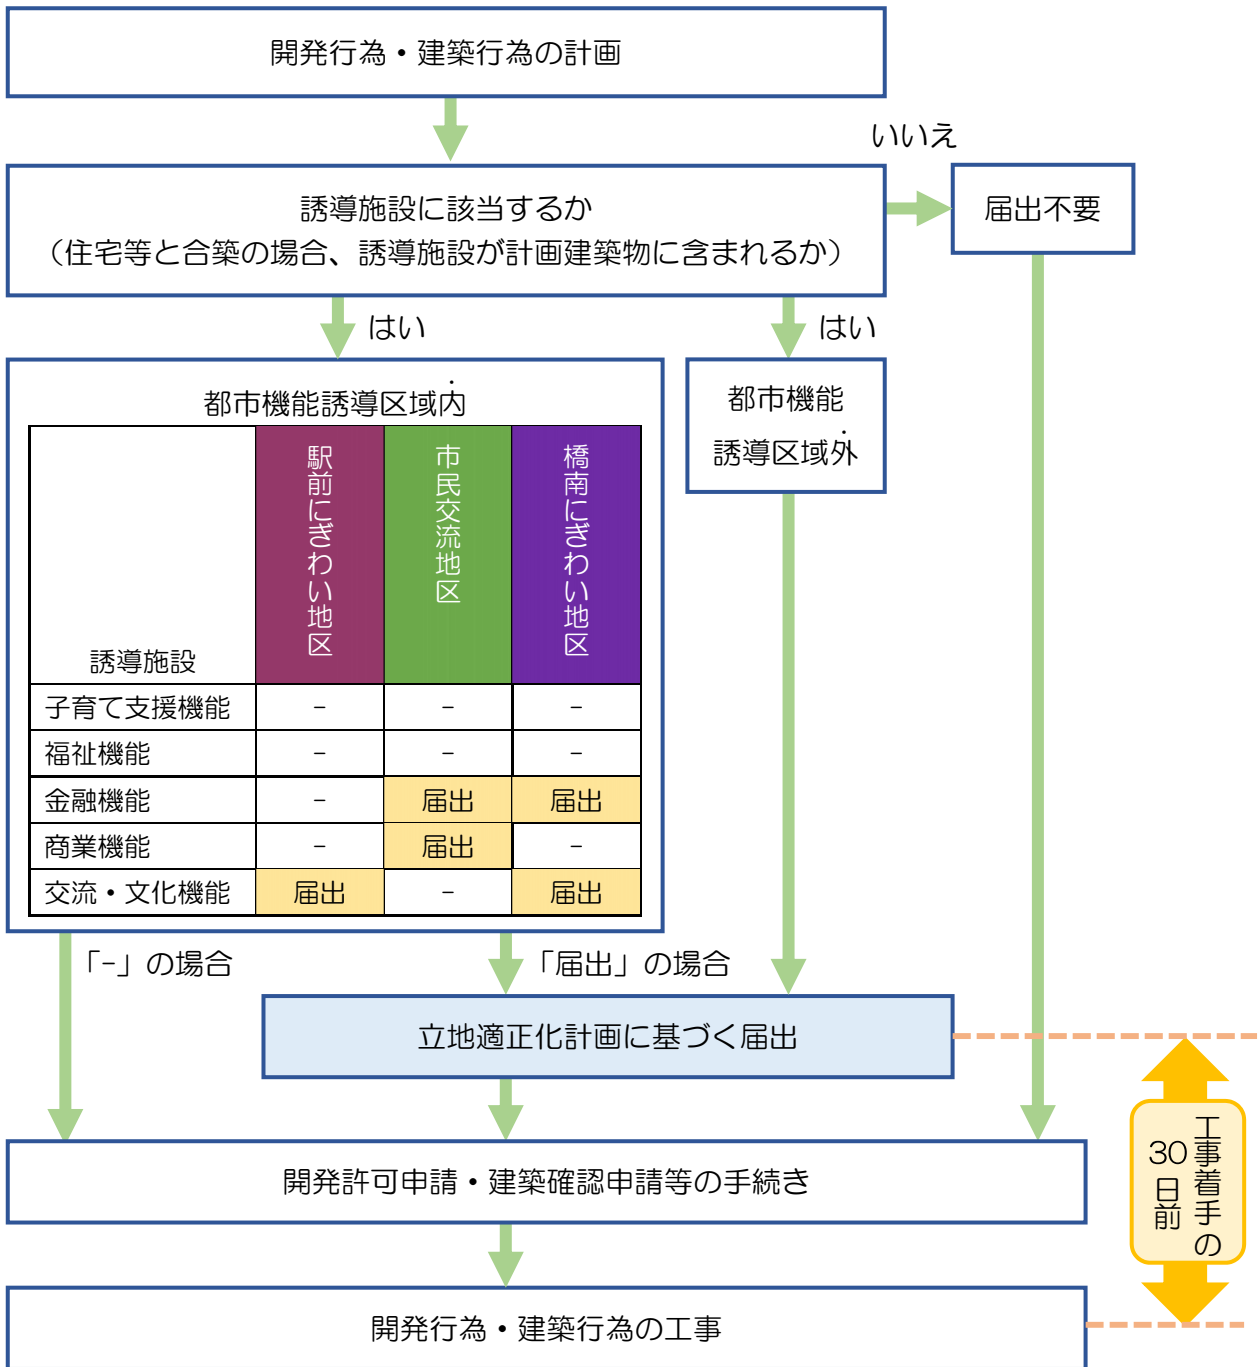 開発行為・建築行為の計画
いいえ
誘導施設に該当するか
（住宅等と合築の場合、誘導施設が計画建築物に含まれるか）
届出不要
はい
はい
都市機能誘導区域内
都市機能
誘導区域外
誘導施設
駅前にぎわい地区
市民交流地区
橋南にぎわい地区
子育て支援機能 - - -
福祉機能 - - -
金融機能 - 届出 届出
商業機能 - 届出 -
交流・文化機能 届出 - 届出
「-」の場合
「届出」の場合
立地適正化計画に基づく届出
工事着手の
30日前
開発許可申請・建築確認申請等の手続き
開発行為・建築行為の工事